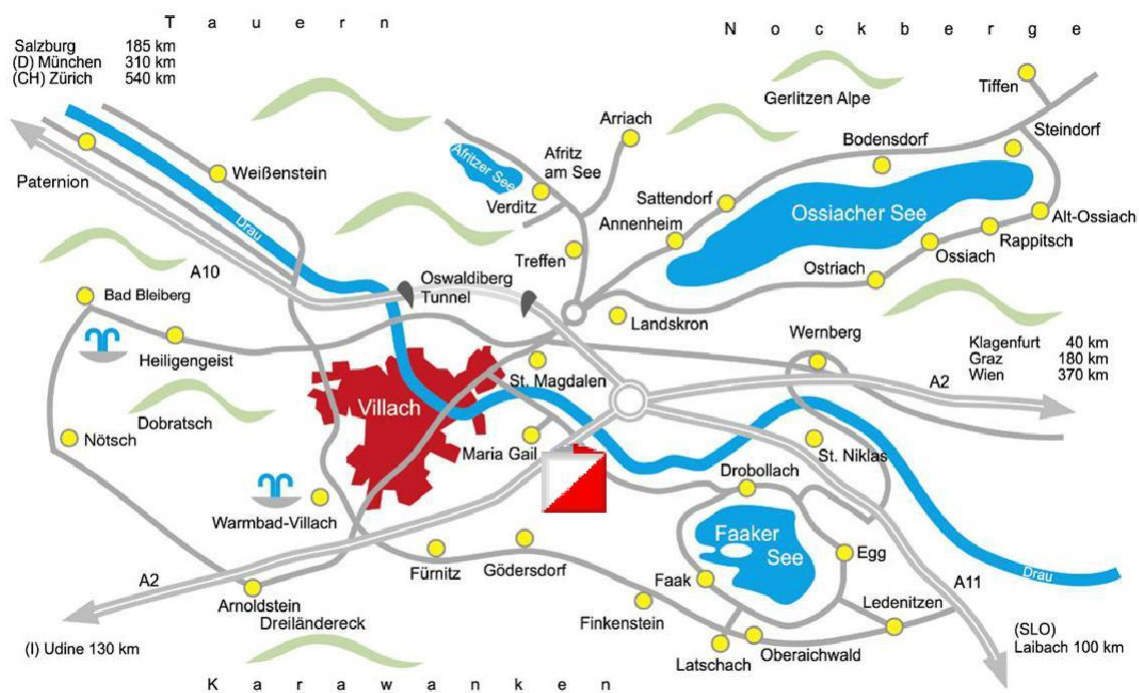 Tauern
Nockberge
Salzburg 185 km
(D) München 310 km
(CH) Zürich 540 km
Gerlitzen Alpe
Tiffen
Steindorf
Bodensdorf
Arriach
Afritz
am See
Afritzer See
Verditz
Weißenstein
Paternion
Drau
Sattendorf
Annenheim
Ossiacher See
Alt-Ossiach
Rappitsch
Ossiach
Ostriach
Treffen
A10
Oswaldiberg
Tunnel
Bad Bleiberg
Heiligengeist
Landskron
Wernberg
Klagenfurt 40 km
Graz 180 km
Wien 370 km
A2
St. Magdalen
Villach
Dobratsch
Nötsch
Maria Gail
St. Niklas
Drobollach
Warmbad-Villach
Faaker
See
Egg
Faak
A2
Fürnitz
Gödersdorf
Drau
A11
Arnoldstein
Dreiländereck
Finkenstein
Ledenitzen
Latschach
Oberaichwald
(SLO)
Laibach 100 km
(I) Udine 130 km
Karawanken